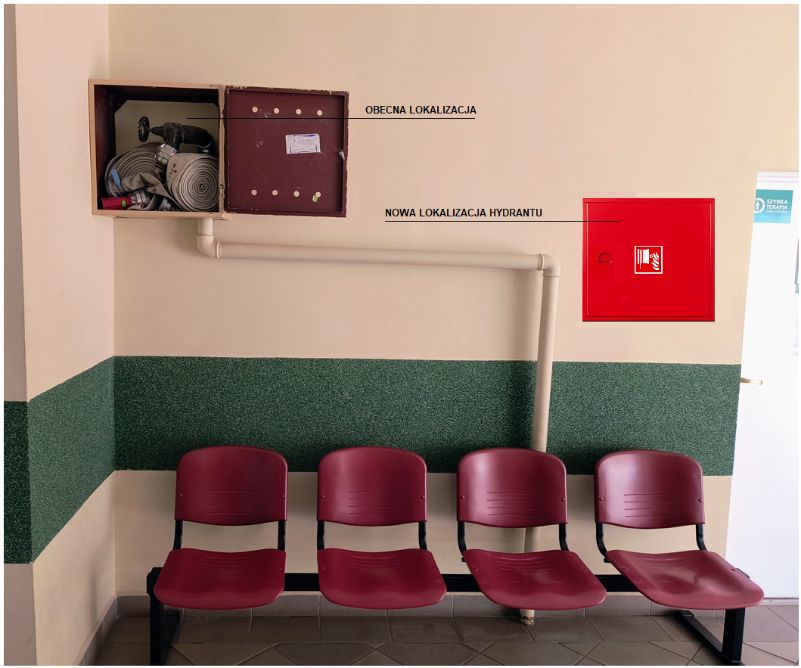 OBECNA LOKALIZACJA
SZYBKA
TERAPIA
NOWA LOKALIZACJA HYDRANTU